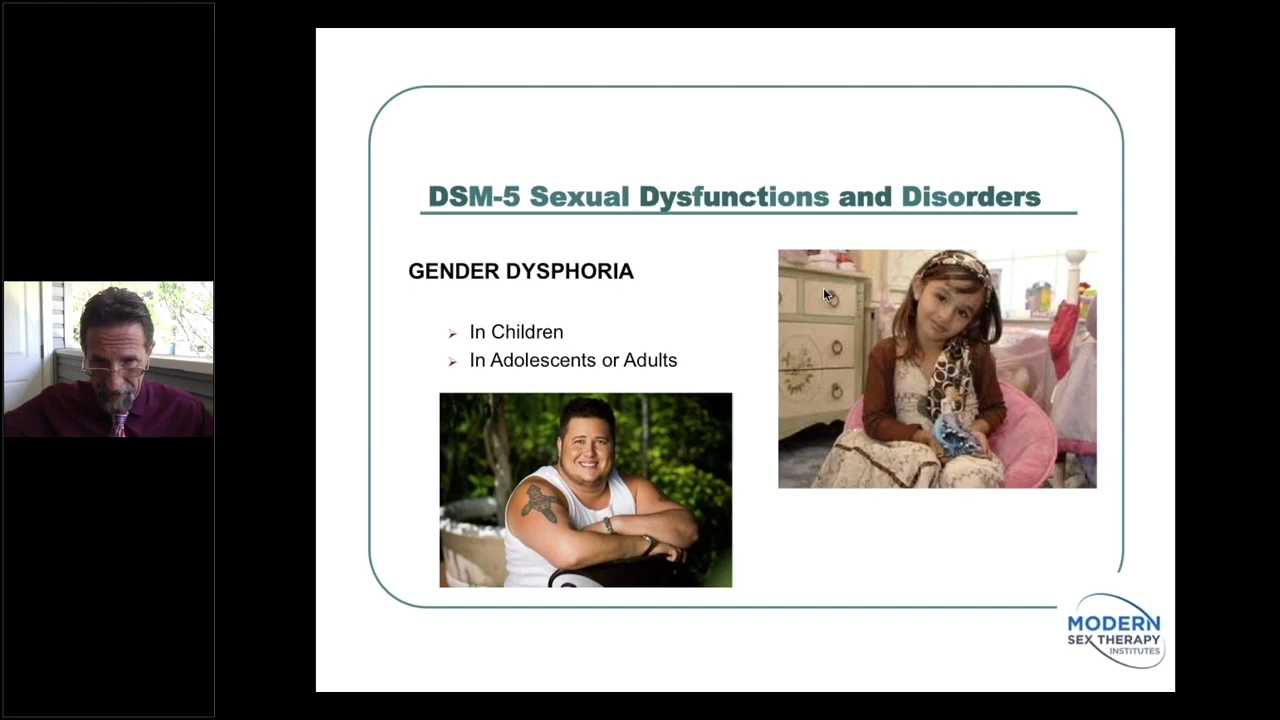 DSM-5 Sexual Dysfunctions and Disorders
GENDER DYSPHORIA
In Children
In Adolescents or Adults
MODERN
SEX THERAPY
INSTITUTES